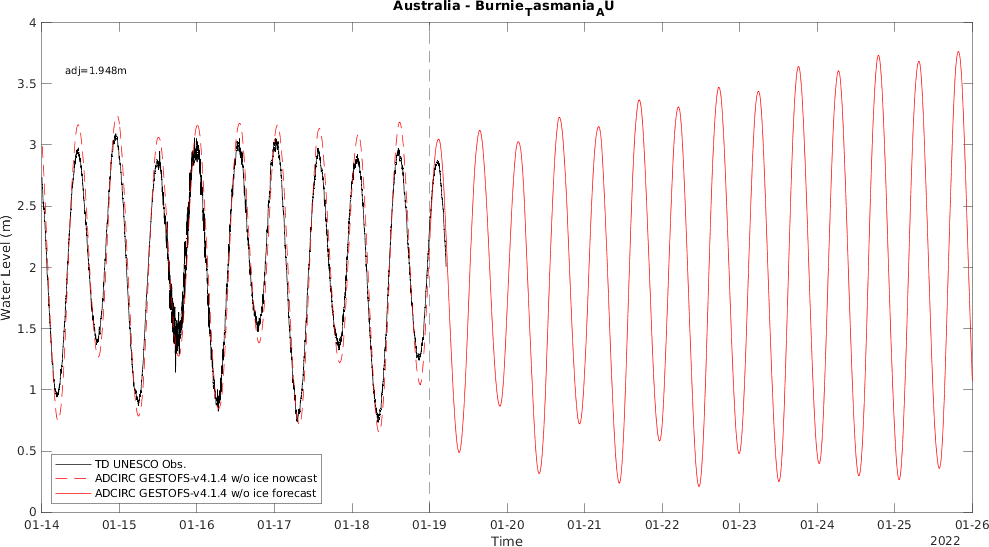 Australia - BurnieTasmaniaAU
adj=1.948m
Water Level (m)
4
3.5
3
2.5
2
1.5
1
0.5
0
TD UNESCO Obs.
ADCIRC GESTOFS-v4.1.4 w/o ice nowcast
ADCIRC GESTOFS-v4.1.4 w/o ice forecast
01-14 01-15 01-16 01-17 01-18 01-19 01-20 01-21 01-22 01-23 01-24 01-25 01-26
Time
2022